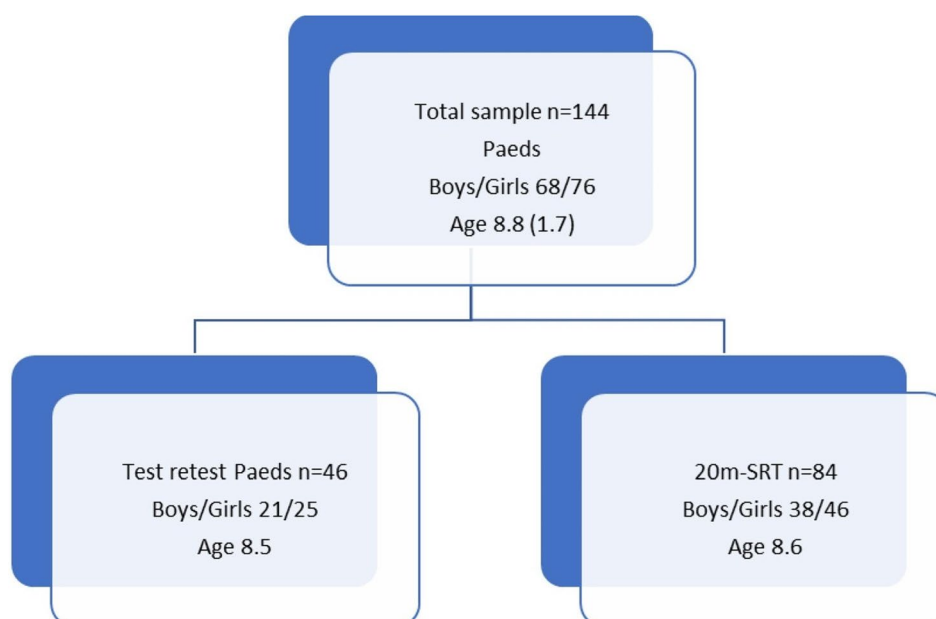 Total sample n=144
Paeds
Boys/Girls 68/76
Age 8.8 (1.7)
Test retest Paeds n=46
Boys/Girls 21/25
Age 8.5
20m-SRT n=84
Boys/Girls 38/46
Age 8.6